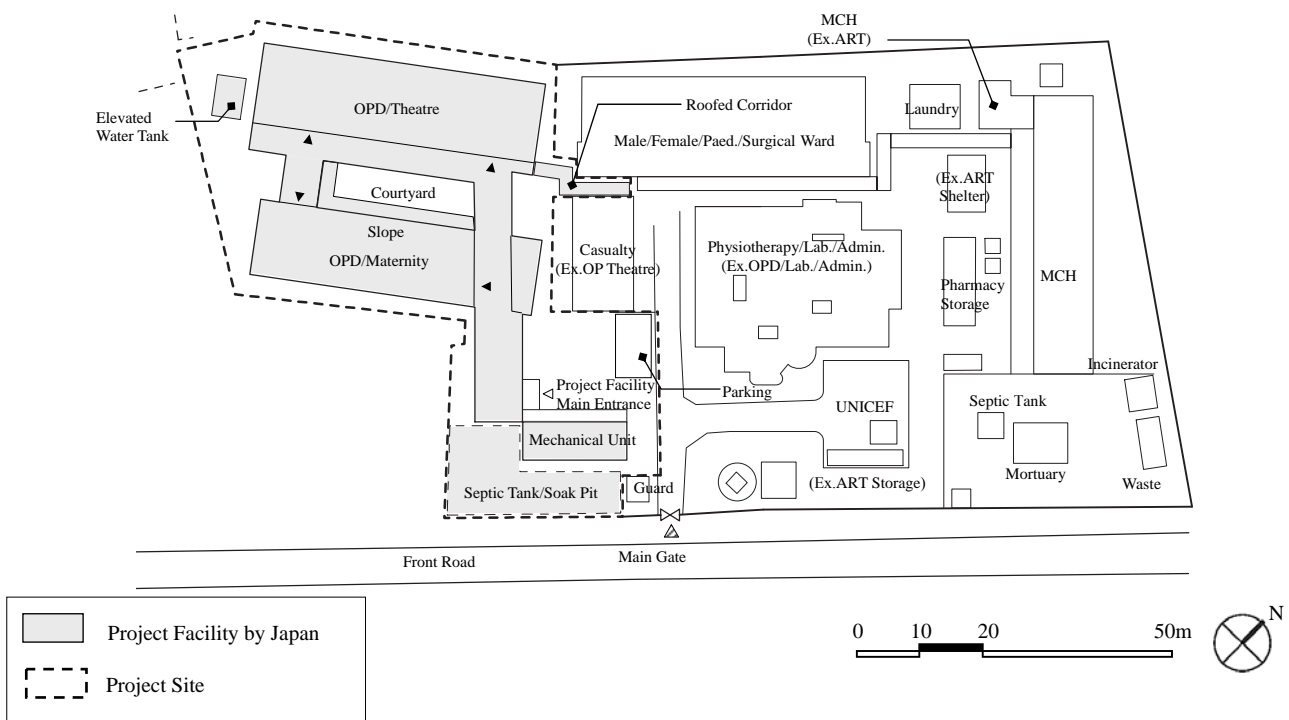 MCH
(Ex.ART)
Elevated
Water Tank
OPD/Theatre
Roofed Corridor
Male/Female/Paed./Surgical Ward
Laundry
Courtyard
(Ex.ART
Shelter)
Slope
OPD/Maternity
Casualty
(Ex.OP Theatre)
Physiotherapy/Lab./Admin.
(Ex.OPD/Lab./Admin.)
Pharmacy
Storage
MCH
Project Facility
Main Entrance
Parking
Incinerator
UNICEF
Septic Tank
Mechanical Unit
Mortuary
Waste
Septic Tank/Soak Pit
Guard
(Ex.ART Storage)
Front Road
Main Gate
Project Facility by Japan
Project Site
0 10 20 50m
N